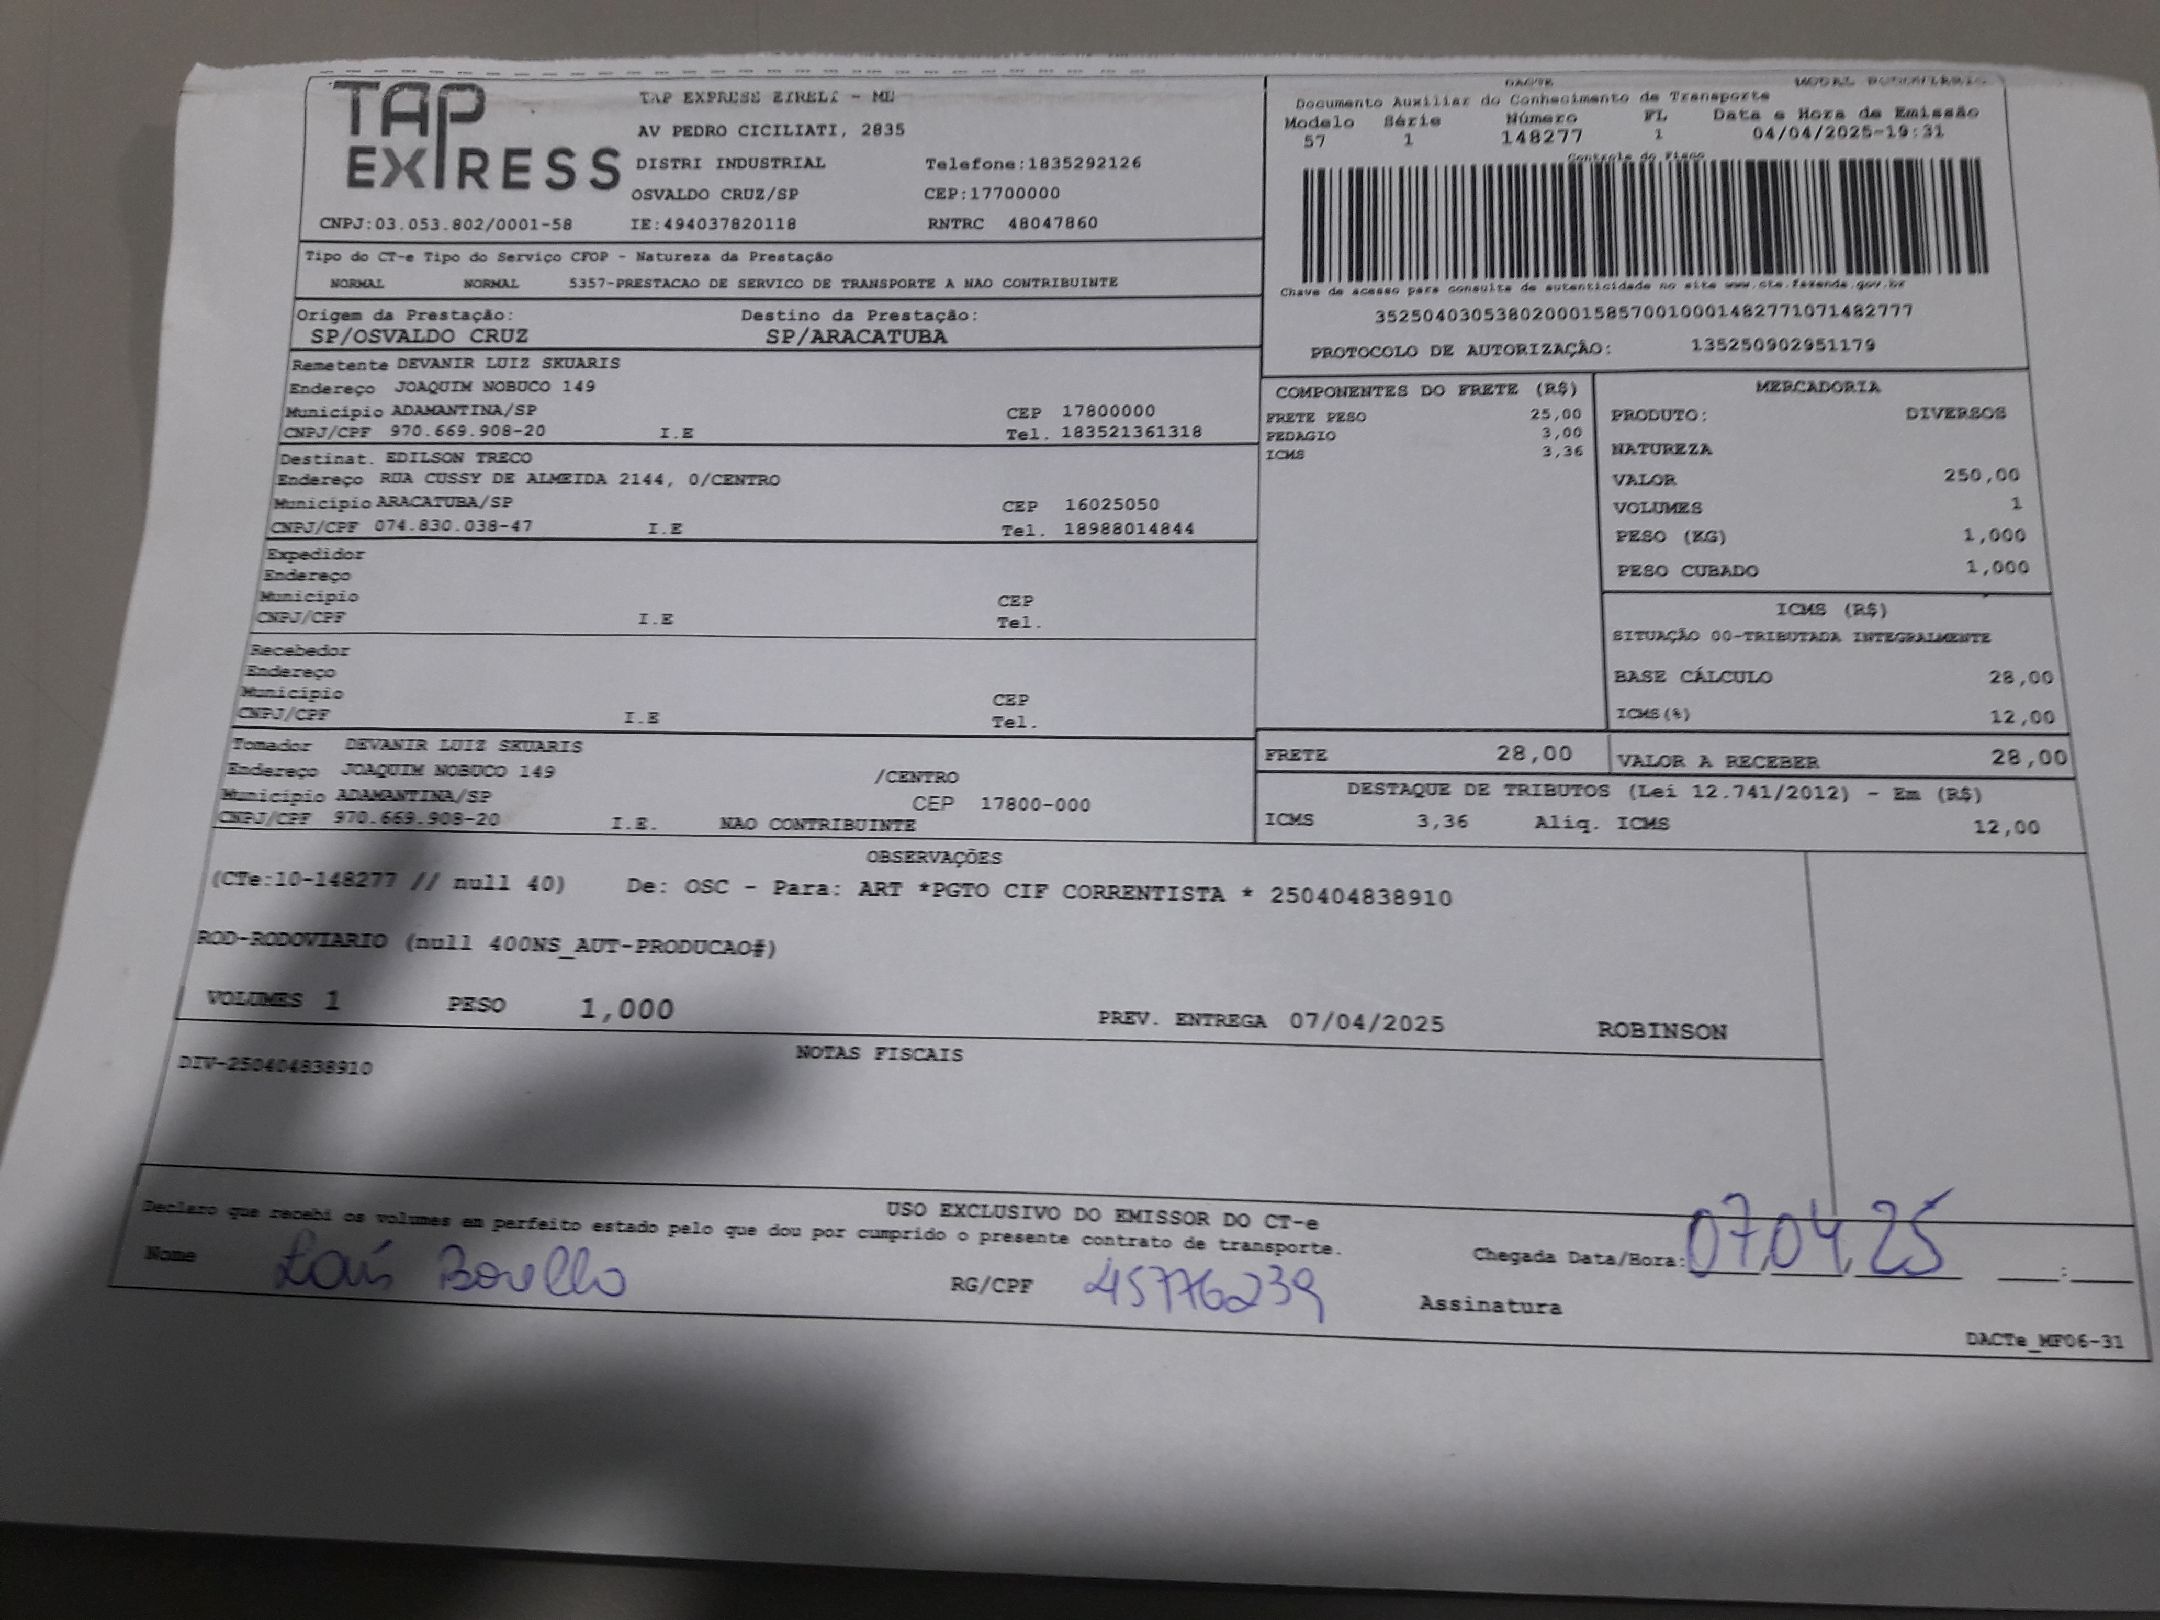 TAP EXPRESS
TAP EXPRESS EIRELI - ME
AV PEDRO CICILIATI, 2835
DISTRI INDUSTRIAL Telefone:1835292126
OSVALDO CRUZ/SP CEP:17700000
CNPJ:03.053.802/0001-58 IE:494037820118 RNTRC 48047860
DACTE MODAL RODOVIARIO
Documento Auxiliar do Conhecimento de Transporte
Modelo Série Número FL Data e Hora de Emissão
57 1 148277 1 04/04/2025-19:31
Controle do Fisco
Chave de acesso para consulta de autenticidade no site www.cte.fazenda.gov.br
35250403053802000158570010001482771071482777
PROTOCOLO DE AUTORIZAÇÃO: 135250902951179
Tipo do CT-e Tipo do Serviço CFOP - Natureza da Prestação
NORMAL NORMAL 5357-PRESTACAO DE SERVICO DE TRANSPORTE A NAO CONTRIBUINTE
Origem da Prestação: Destino da Prestação:
SP/OSVALDO CRUZ SP/ARACATUBA
Remetente DEVANIR LUIZ SKUARIS
Endereço JOAQUIM NOBUCO 149
Município ADAMANTINA/SP CEP 17800000
CNPJ/CPF 970.669.908-20 I.E Tel. 183521361318
Destinat. EDILSON TRECO
Endereço RUA CUSSY DE ALMEIDA 2144, 0/CENTRO
Município ARACATUBA/SP CEP 16025050
CNPJ/CPF 074.830.038-47 I.E Tel. 18988014844
Expedidor
Endereço
Município CEP
CNPJ/CPF I.E Tel.
Recebedor
Endereço
Município CEP
CNPJ/CPF I.E Tel.
Tomador DEVANIR LUIZ SKUARIS
Endereço JOAQUIM NOBUCO 149 /CENTRO
Município ADAMANTINA/SP CEP 17800-000
CNPJ/CPF 970.669.908-20 I.E. NAO CONTRIBUINTE
COMPONENTES DO FRETE (R$)
FRETE PESO 25,00
PEDAGIO 3,00
ICMS 3,36
MERCADORIA
PRODUTO: DIVERSOS
NATUREZA
VALOR 250,00
VOLUMES 1
PESO (KG) 1,000
PESO CUBADO 1,000
ICMS (R$)
SITUAÇÃO 00-TRIBUTADA INTEGRALMENTE
BASE CÁLCULO 28,00
ICMS(%) 12,00
FRETE 28,00 VALOR A RECEBER 28,00
DESTAQUE DE TRIBUTOS (Lei 12.741/2012) - Em (R$)
ICMS 3,36 Aliq. ICMS 12,00
OBSERVAÇÕES
(CTe:10-148277 // null 40) De: OSC - Para: ART *PGTO CIF CORRENTISTA * 250404838910
ROD-RODOVIARIO (null 400NS_AUT-PRODUCAO#)
VOLUMES 1 PESO 1,000 PREV. ENTREGA 07/04/2025 ROBINSON
NOTAS FISCAIS
DIV-250404838910
USO EXCLUSIVO DO EMISSOR DO CT-e
Declaro que recebi os volumes em perfeito estado pelo que dou por cumprido o presente contrato de transporte.
Chegada Data/Hora: 07,04,25 :
Nome Laís RG/CPF 45776239 Assinatura
DACTe_MF06-31